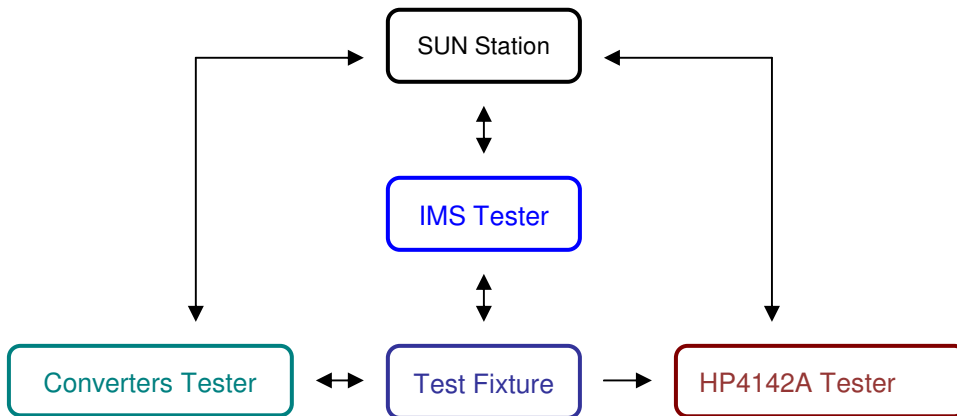 SUN Station
IMS Tester
Converters Tester
Test Fixture
HP4142A Tester